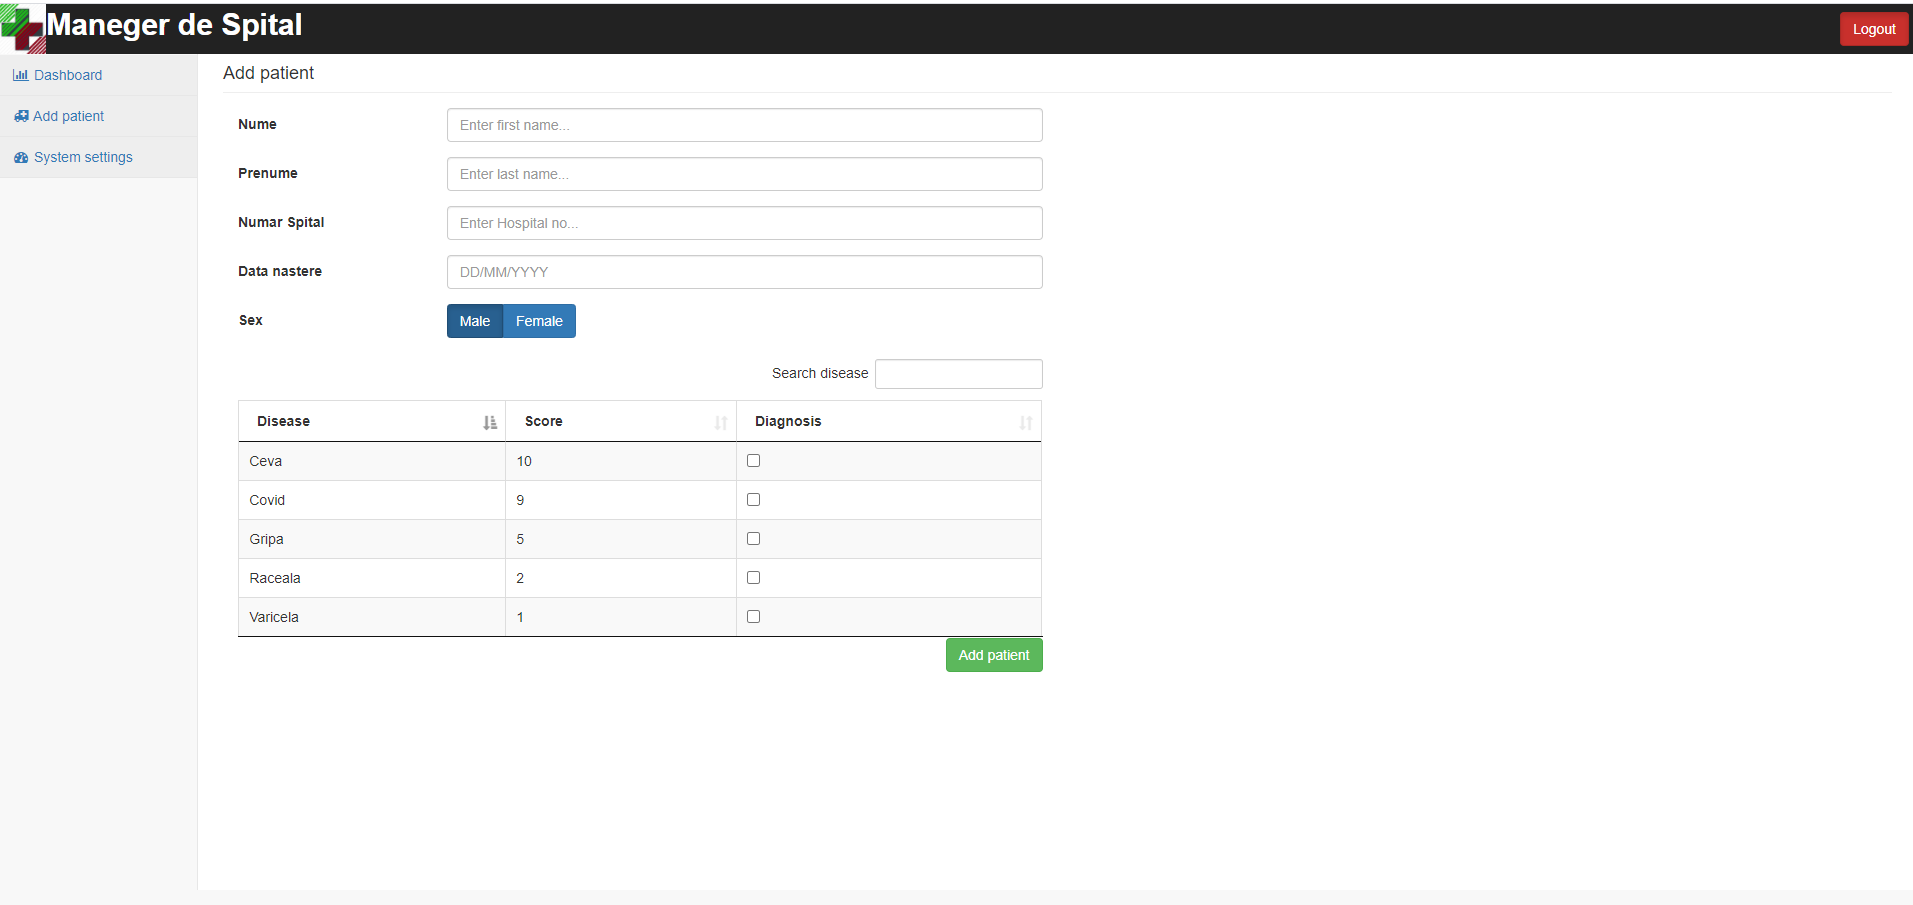 Maneger de Spital
Logout
Dashboard
Add patient
System settings
Add patient
Nume
Enter first name...
Prenume
Enter last name...
Numar Spital
Enter Hospital no...
Data nastere
DD/MM/YYYY
Sex
Male Female
Search disease
Disease Score Diagnosis
Ceva 10
Covid 9
Gripa 5
Raceala 2
Varicela 1
Add patient